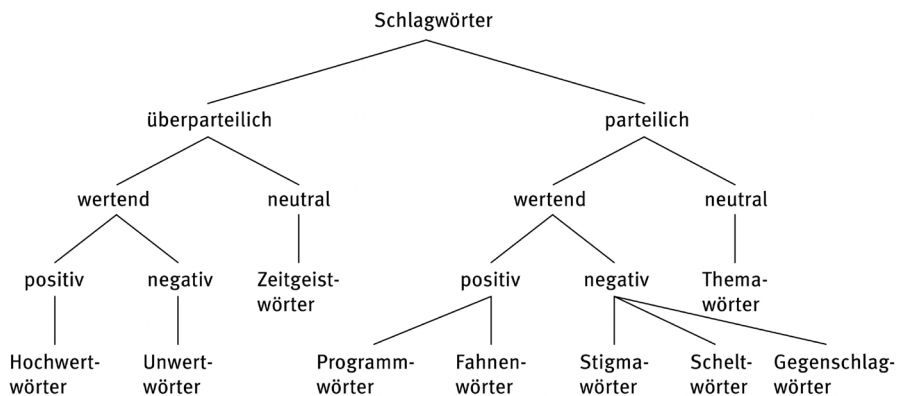 Schlagwörter
überparteilich parteilich
wertend neutral wertend neutral
positiv negativ Zeitgeist- positiv negativ Thema-
wörter wörter
Hochwert- Unwert- Programm- Fahnen- Stigma- Schelt- Gegenschlag-
wörter wörter wörter wörter wörter wörter wörter